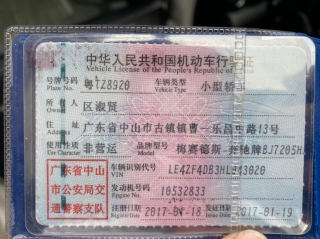 中华人民共和国机动车行驶证
Vehicle License of the People's Republic of
号牌号码 粤TZ8920 车辆类型 小型轿
Plate No. Vehicle Type
所有人 区淑贤
Owner
住址 广东省中山市古镇镇曹一乐昌
Address 路13号
使用性质 非营运 品牌型号 梅赛德斯-奔驰牌BJ7205H
Use Character
广东省中山
市公安局交
通警察支队
车辆识别代号 LE4ZF4DB3HL
VIN
发动机号码 10532833
Engine No.
注册日期 2017-01-18 发证日期 2017-01-19
Register Date Issue Date